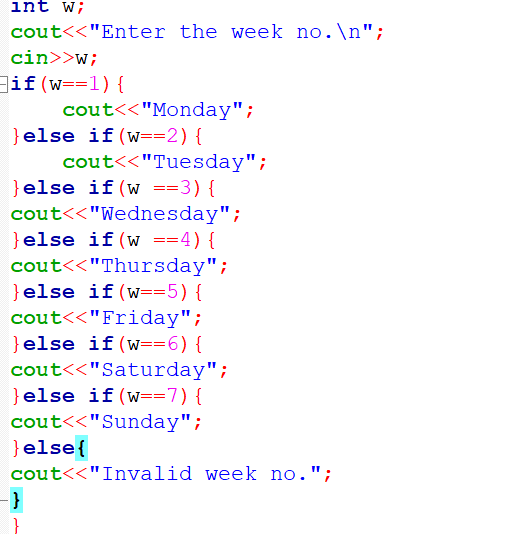 int w;
cout<<"Enter the week no.\n";
cin>>w;
if(w==1){
    cout<<"Monday";
}else if(w==2){
    cout<<"Tuesday";
}else if(w ==3){
cout<<"Wednesday";
}else if(w ==4){
cout<<"Thursday";
}else if(w==5){
cout<<"Friday";
}else if(w==6){
cout<<"Saturday";
}else if(w==7){
cout<<"Sunday";
}else{
cout<<"Invalid week no.";
}
}